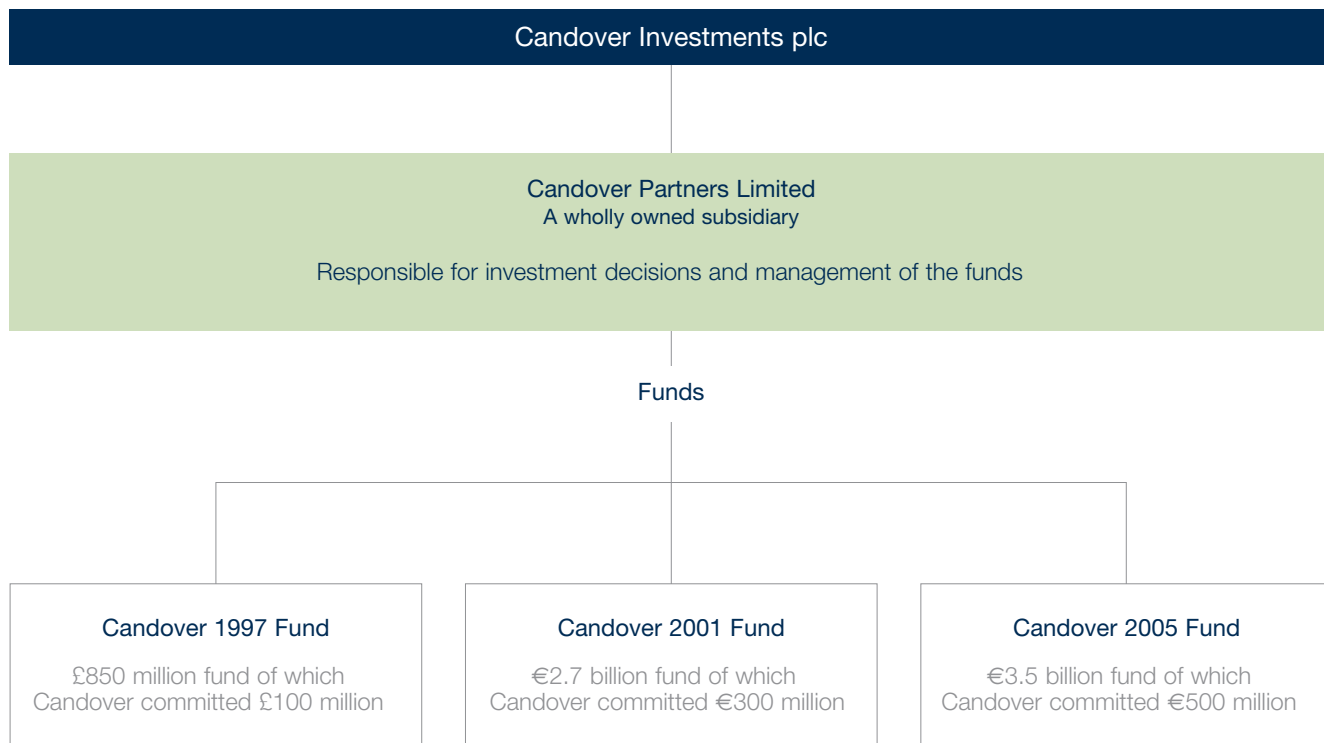 Candover Investments plc
Candover Partners Limited
A wholly owned subsidiary
Responsible for investment decisions and management of the funds
Funds
Candover 1997 Fund
£850 million fund of which
Candover committed £100 million
Candover 2001 Fund
€2.7 billion fund of which
Candover committed €300 million
Candover 2005 Fund
€3.5 billion fund of which
Candover committed €500 million